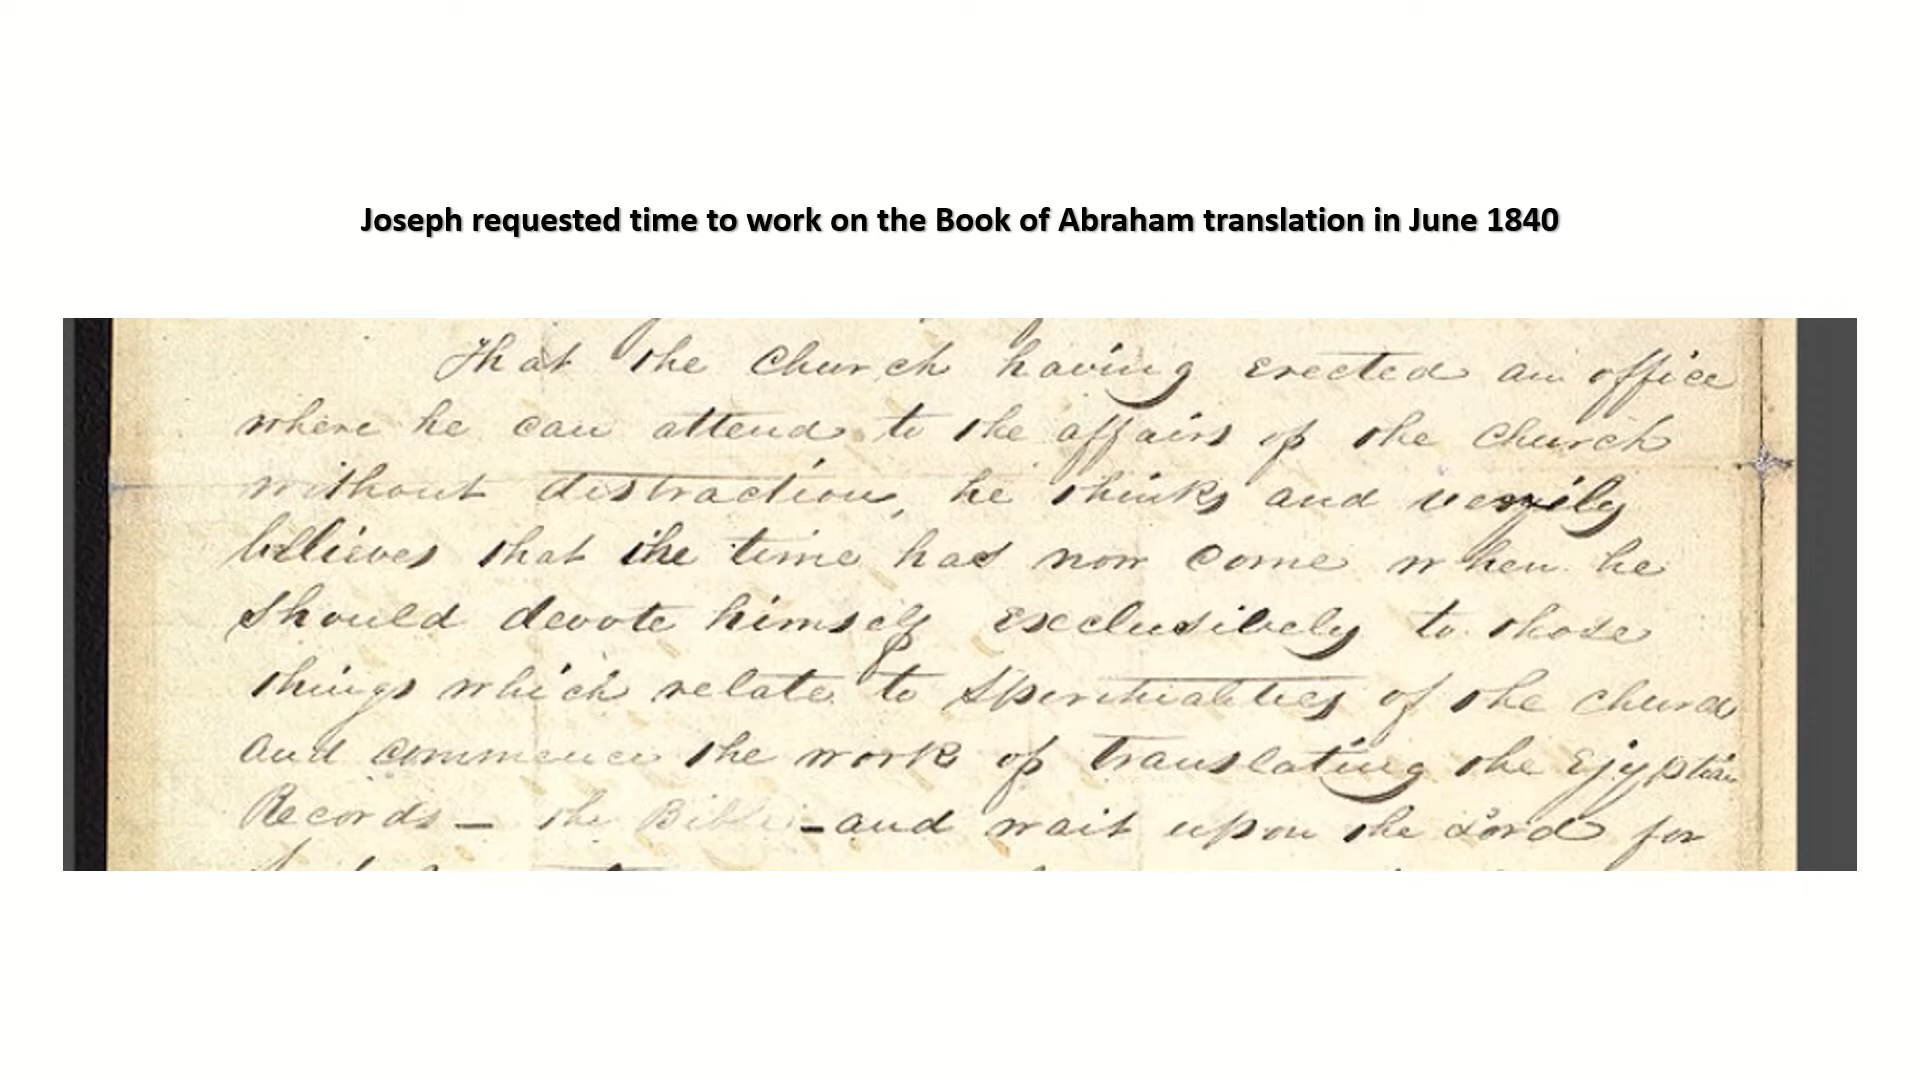 Joseph requested time to work on the Book of Abraham translation in June 1840
That the Church having erected an office
where he can attend to the affairs of the Church
without distraction, he thinks and verrily
believes that the time has now come when he
should devote himself exclusively to those
things which relate to Spiritualities of the Church
and commence the work of translating the Egyptian
Records — the Bible — and wait upon the Lord for